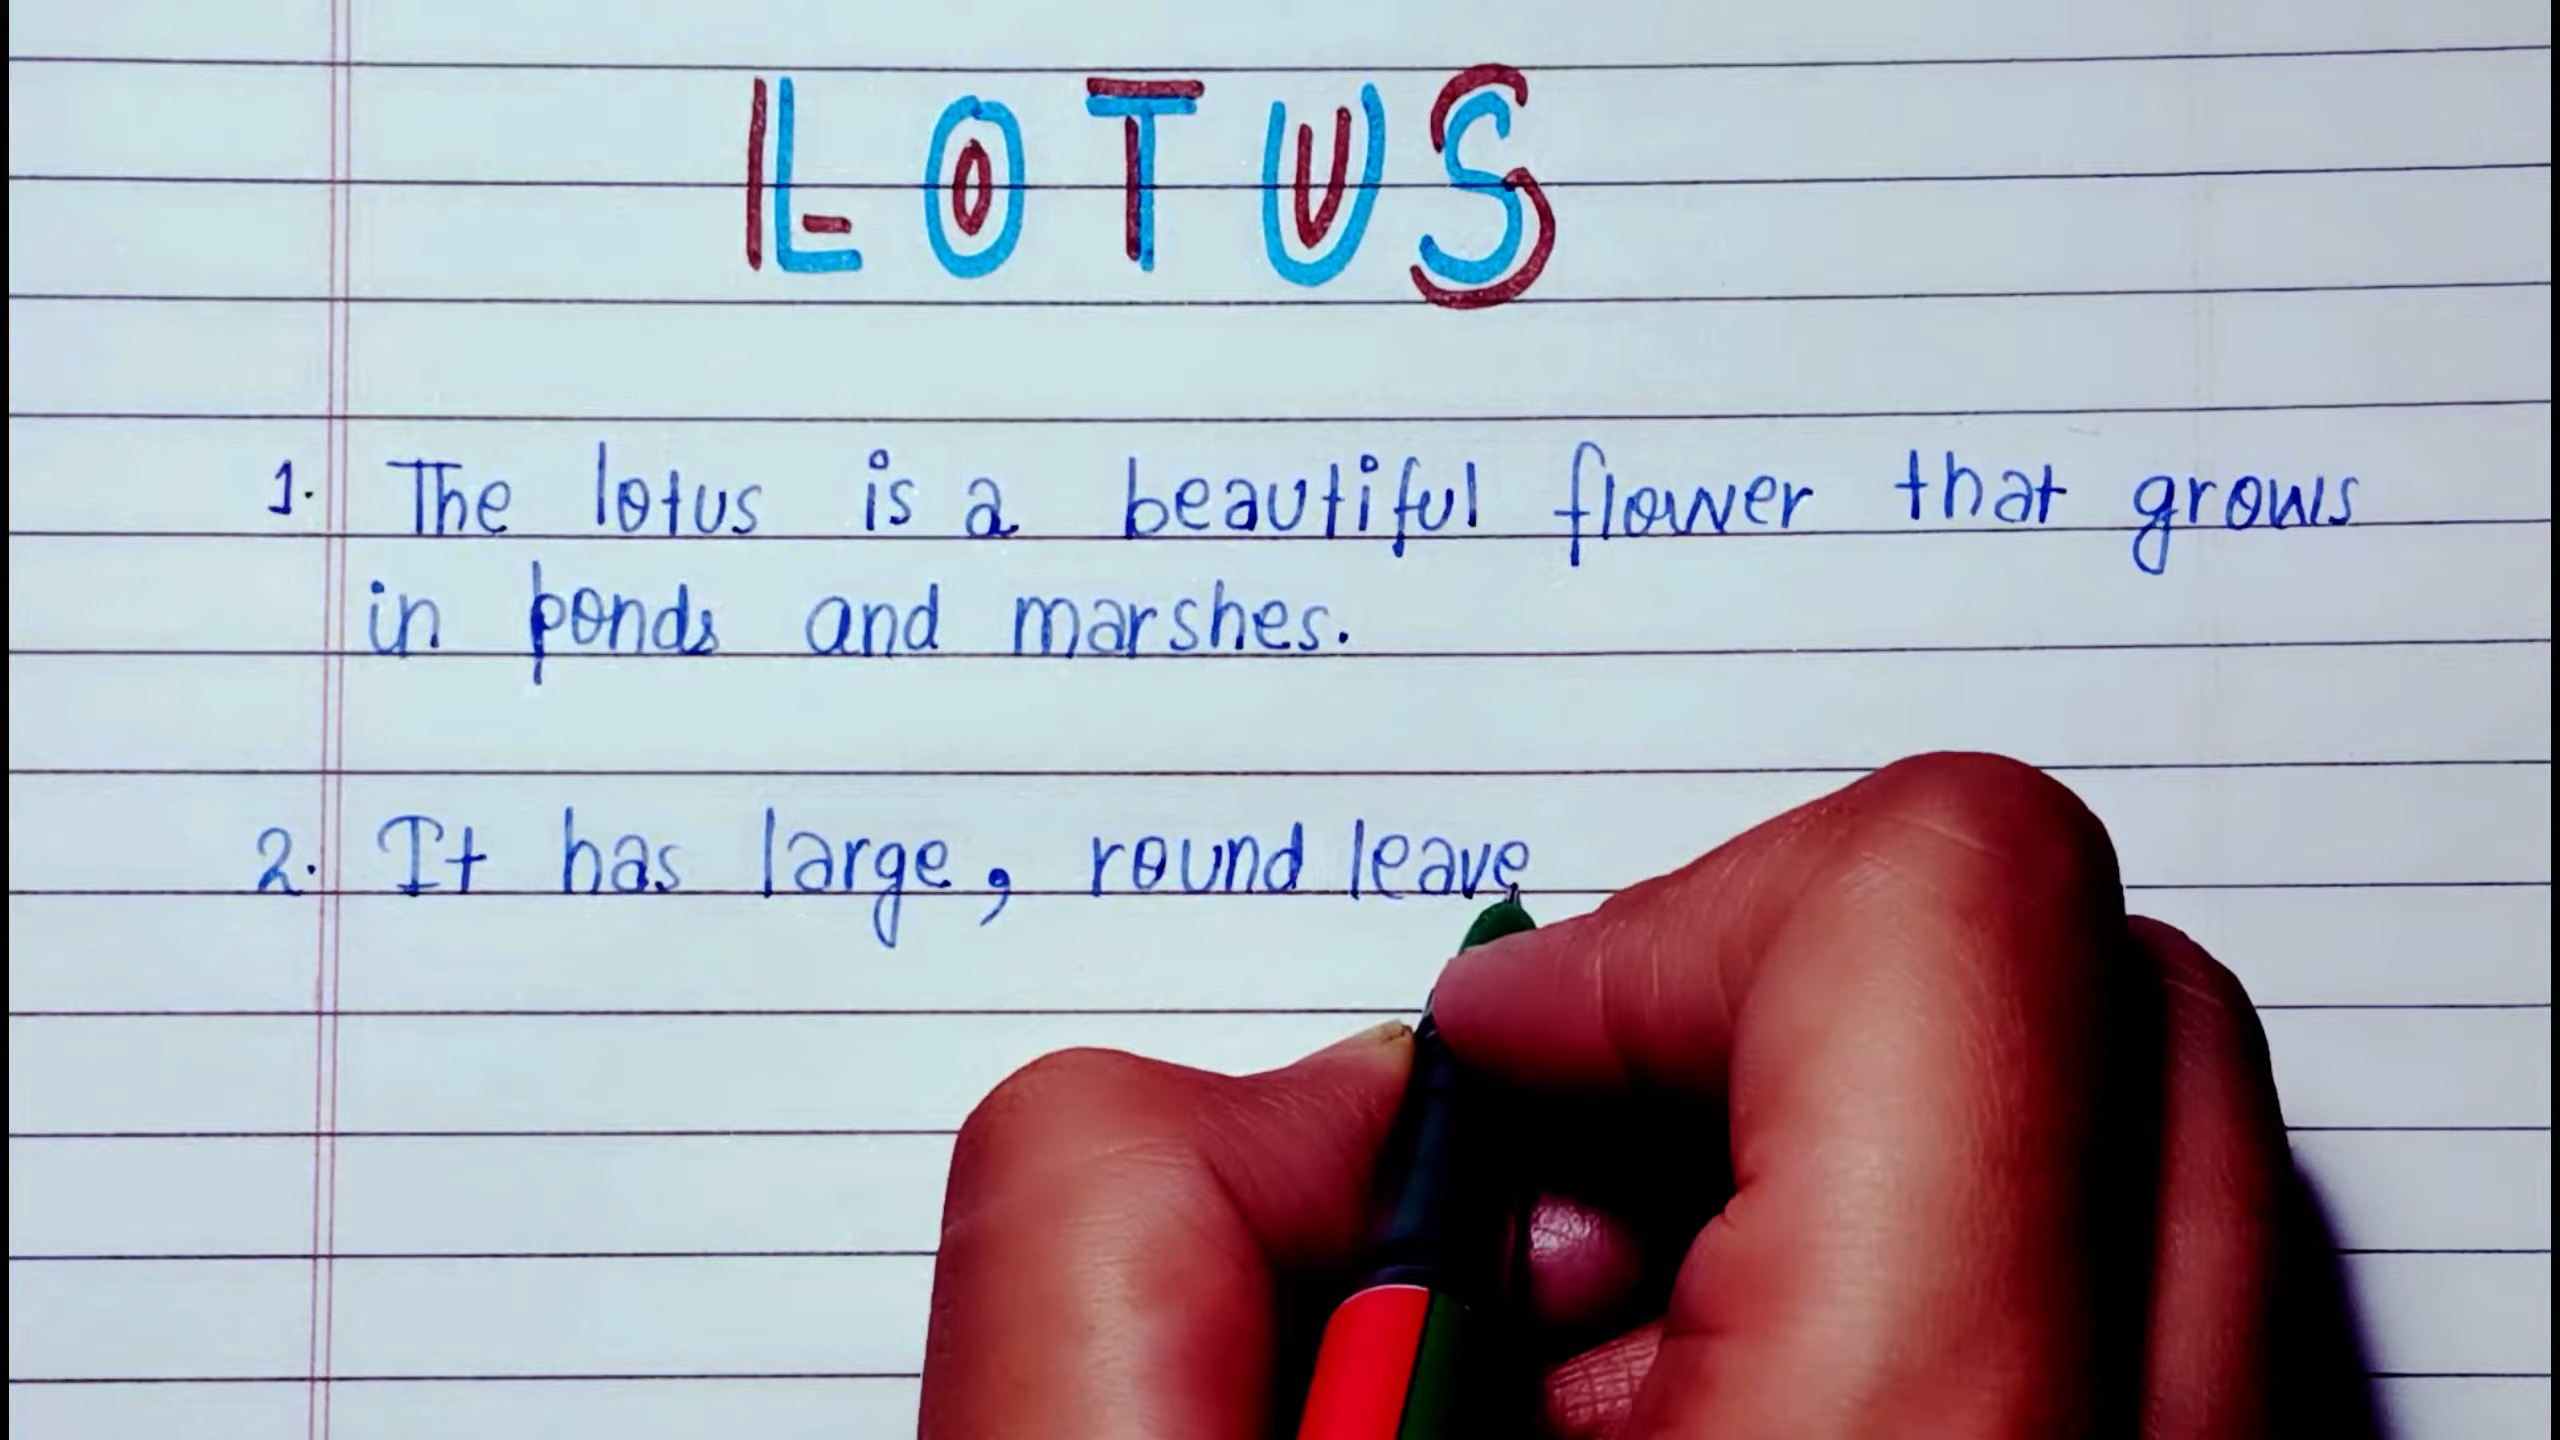 LOTUS
1. The lotus is a beautiful flower that grows
in ponds and marshes.
2. It has large, round leave